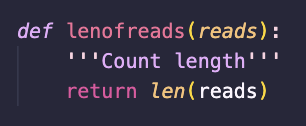 def lenofreads(reads):
    '''Count length'''
    return len(reads)